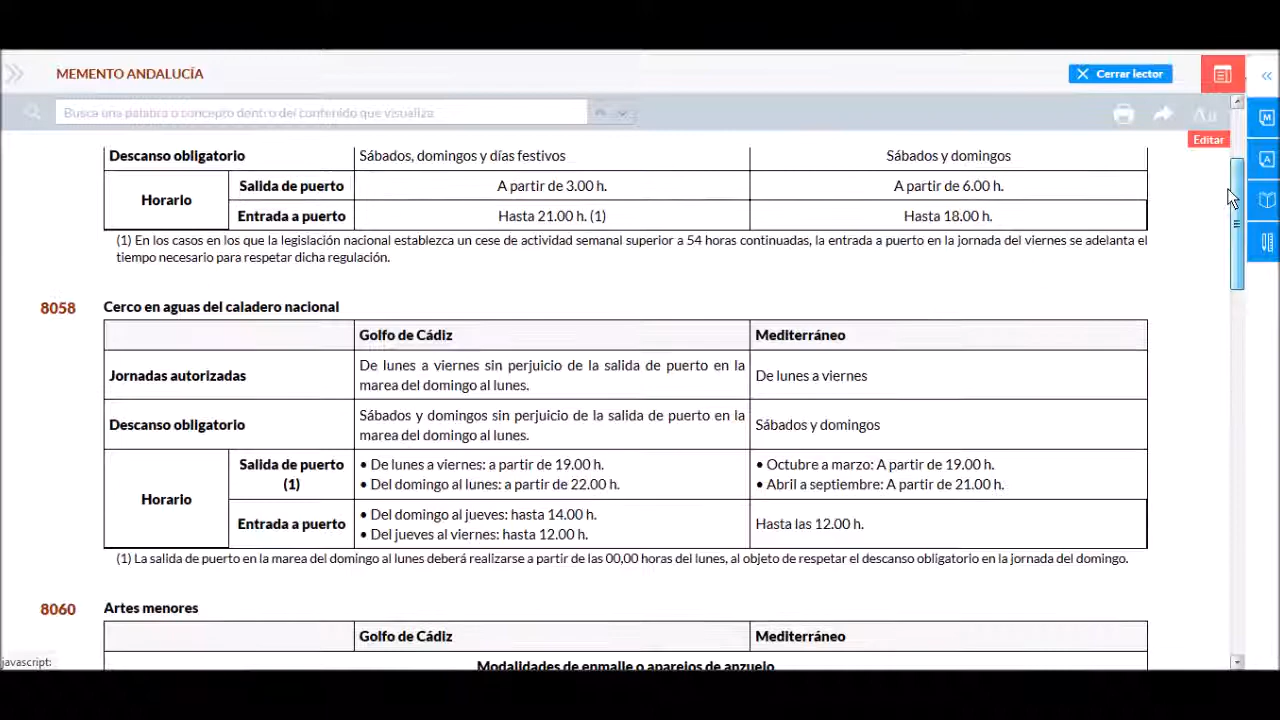 MEMENTO ANDALUCÍA
Cerrar lector
Busca una palabra o concepto dentro del contenido que visualiza
Editar
Descanso obligatorio Sábados, domingos y días festivos Sábados y domingos
Horario Salida de puerto A partir de 3.00 h. A partir de 6.00 h.
Entrada a puerto Hasta 21.00 h. (1) Hasta 18.00 h.
(1) En los casos en los que la legislación nacional establezca un cese de actividad semanal superior a 54 horas continuadas, la entrada a puerto en la jornada del viernes se adelanta el
tiempo necesario para respetar dicha regulación.
8058 Cerco en aguas del caladero nacional
Golfo de Cádiz Mediterráneo
Jornadas autorizadas De lunes a viernes sin perjuicio de la salida de puerto en la
marea del domingo al lunes. De lunes a viernes
Descanso obligatorio Sábados y domingos sin perjuicio de la salida de puerto en la
marea del domingo al lunes. Sábados y domingos
Horario Salida de puerto
(1)
• De lunes a viernes: a partir de 19.00 h.
• Del domingo al lunes: a partir de 22.00 h.
• Octubre a marzo: A partir de 19.00 h.
• Abril a septiembre: A partir de 21.00 h.
Entrada a puerto
• Del domingo al jueves: hasta 14.00 h.
• Del jueves al viernes: hasta 12.00 h.
Hasta las 12.00 h.
(1) La salida de puerto en la marea del domingo al lunes deberá realizarse a partir de las 00,00 horas del lunes, al objeto de respetar el descanso obligatorio en la jornada del domingo.
8060 Artes menores
Golfo de Cádiz Mediterráneo
Modalidades de enmalle o aparejos de anzuelo
javascript: